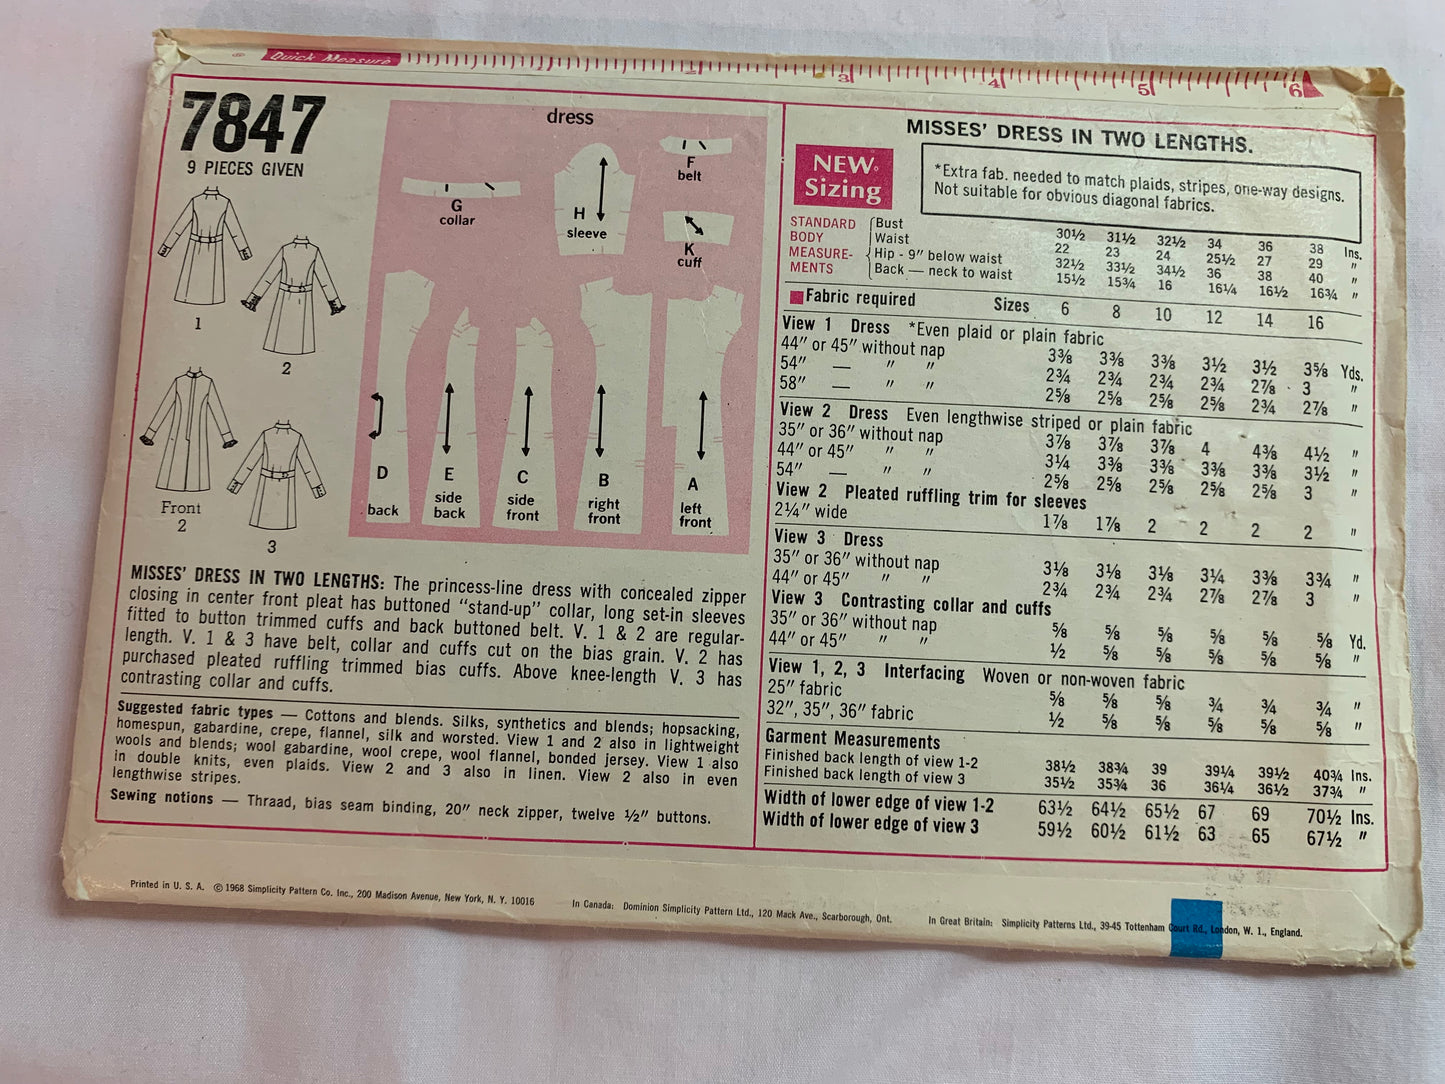 Quick Measure
1 2 3 4 5 6
7847
9 PIECES GIVEN
1
2
Front
2
3
dress
G
collar
H
sleeve
F
belt
K
cuff
D
back
E
side
back
C
side
front
B
right
front
A
left
front
MISSES' DRESS IN TWO LENGTHS: The princess-line dress with concealed zipper
closing in center front pleat has buttoned "stand-up" collar, long set-in sleeves
fitted to button trimmed cuffs and back buttoned belt. V. 1 & 2 are regular-
length. V. 1 & 3 have belt, collar and cuffs cut on the bias grain. V. 2 has
purchased pleated ruffling trimmed bias cuffs. Above knee-length V. 3 has
contrasting collar and cuffs.
Suggested fabric types — Cottons and blends. Silks, synthetics and blends; hopsacking,
homespun, gabardine, crepe, flannel, silk and worsted. View 1 and 2 also in lightweight
wools and blends; wool gabardine, wool crepe, wool flannel, bonded jersey. View 1 also
in double knits, even plaids. View 2 and 3 also in linen. View 2 also in even
lengthwise stripes.
Sewing notions — Thraad, bias seam binding, 20" neck zipper, twelve ½" buttons.
MISSES' DRESS IN TWO LENGTHS.
NEW
Sizing
*Extra fab. needed to match plaids, stripes, one-way designs.
Not suitable for obvious diagonal fabrics.
STANDARD
BODY
MEASURE-
MENTS
Bust 30½ 31½ 32½ 34 36 38 Ins.
Waist 22 23 24 25½ 27 29 "
Hip - 9" below waist 32½ 33½ 34½ 36 38 40 "
Back — neck to waist 15½ 15¾ 16 16¼ 16½ 16¾ "
Fabric required Sizes 6 8 10 12 14 16
View 1 Dress *Even plaid or plain fabric
44" or 45" without nap 3⅜ 3⅜ 3⅜ 3½ 3½ 3⅝ Yds.
54" — " " 2¾ 2¾ 2¾ 2¾ 2⅞ 3 "
58" — " " 2⅝ 2⅝ 2⅝ 2⅝ 2¾ 2⅞ "
View 2 Dress Even lengthwise striped or plain fabric
35" or 36" without nap 3⅞ 3⅞ 3⅞ 4 4⅜ 4½ "
44" or 45" " " 3¼ 3⅜ 3⅜ 3⅜ 3⅜ 3½ "
54" — " " 2⅝ 2⅝ 2⅝ 2⅝ 2⅝ 3 "
View 2 Pleated ruffling trim for sleeves
2¼" wide 1⅞ 1⅞ 2 2 2 2 "
View 3 Dress
35" or 36" without nap 3⅛ 3⅛ 3⅛ 3¼ 3⅜ 3¾ "
44" or 45" " " 2¾ 2¾ 2¾ 2⅞ 2⅞ 3 "
View 3 Contrasting collar and cuffs
35" or 36" without nap ⅝ ⅝ ⅝ ⅝ ⅝ ⅝ Yd.
44" or 45" " " ½ ⅝ ⅝ ⅝ ⅝ ⅝ "
View 1, 2, 3 Interfacing Woven or non-woven fabric
25" fabric ⅝ ⅝ ⅝ ¾ ¾ ¾ "
32", 35", 36" fabric ½ ⅝ ⅝ ⅝ ⅝ ⅝ "
Garment Measurements
Finished back length of view 1-2 38½ 38¾ 39 39¼ 39½ 40¾ Ins.
Finished back length of view 3 35½ 35¾ 36 36¼ 36½ 37¾ "
Width of lower edge of view 1-2 63½ 64½ 65½ 67 69 70½ Ins.
Width of lower edge of view 3 59½ 60½ 61½ 63 65 67½ "
Printed in U. S. A. © 1968 Simplicity Pattern Co. Inc., 200 Madison Avenue, New York, N. Y. 10016
In Canada: Dominion Simplicity Pattern Ltd., 120 Mack Ave., Scarborough, Ont.
In Great Britain: Simplicity Patterns Ltd., 39-45 Tottenham Court Rd., London, W. 1., England.